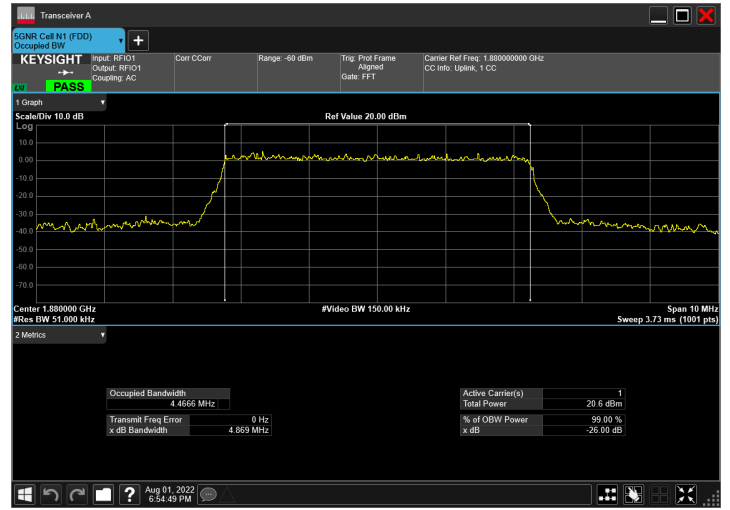 Transceiver A
5GNR Cell N1 (FDD)
Occupied BW
KEYSIGHT
LXI
PASS
Input: RFIO1
Output: RFIO1
Coupling: AC
Corr CCorr
Range: -60 dBm
Trig: Prot Frame
Aligned
Gate: FFT
Carrier Ref Freq: 1.880000000 GHz
CC Info: Uplink, 1 CC
1 Graph
Scale/Div 10.0 dB
Ref Value 20.00 dBm
Log
10.0
0.00
-10.0
-20.0
-30.0
-40.0
-50.0
-60.0
-70.0
Center 1.880000 GHz
#Video BW 150.00 kHz
Span 10 MHz
#Res BW 51.000 kHz
Sweep 3.73 ms (1001 pts)
2 Metrics
Occupied Bandwidth
4.4666 MHz
Transmit Freq Error 0 Hz
x dB Bandwidth 4.869 MHz
Active Carrier(s) 1
Total Power 20.6 dBm
% of OBW Power 99.00 %
x dB -26.00 dB
?
Aug 01, 2022
6:54:49 PM